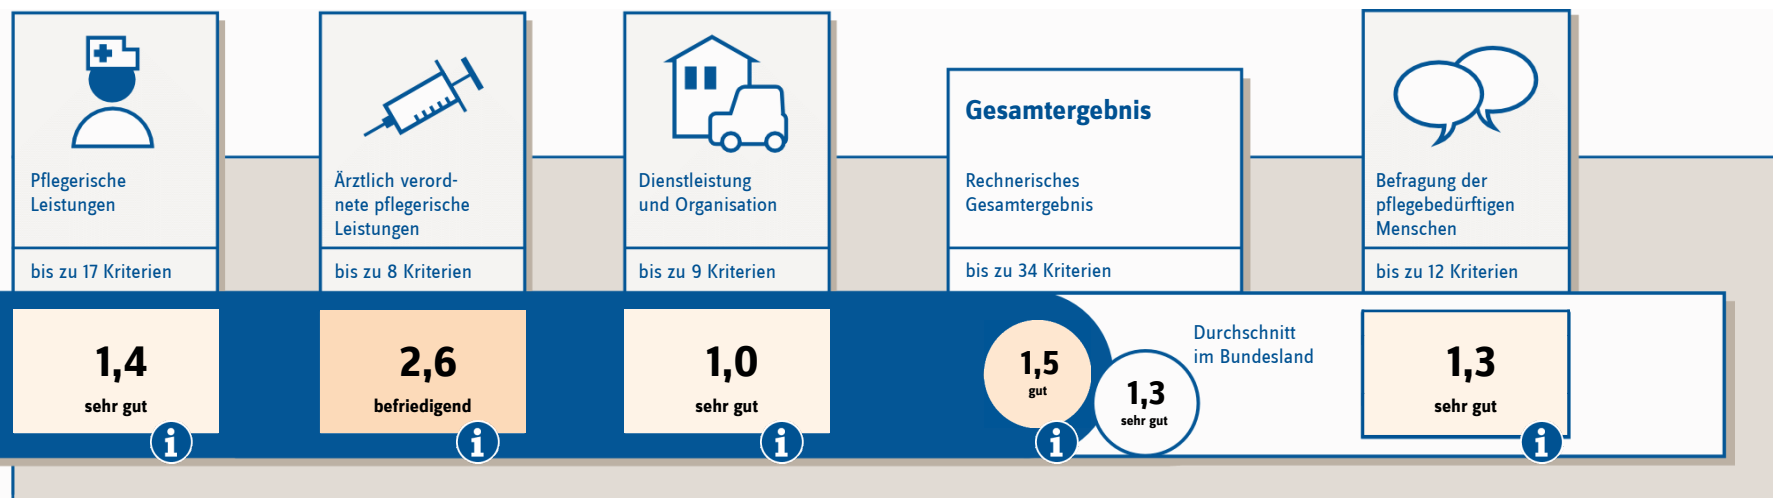 Pflegerische
Leistungen
bis zu 17 Kriterien
1,4
sehr gut
i
Ärztlich verord-
nete pflegerische
Leistungen
bis zu 8 Kriterien
2,6
befriedigend
i
Dienstleistung
und Organisation
bis zu 9 Kriterien
1,0
sehr gut
i
Gesamtergebnis
Rechnerisches
Gesamtergebnis
bis zu 34 Kriterien
1,5
gut
i
1,3
sehr gut
Durchschnitt
im Bundesland
Befragung der
pflegebedürftigen
Menschen
bis zu 12 Kriterien
1,3
sehr gut
i